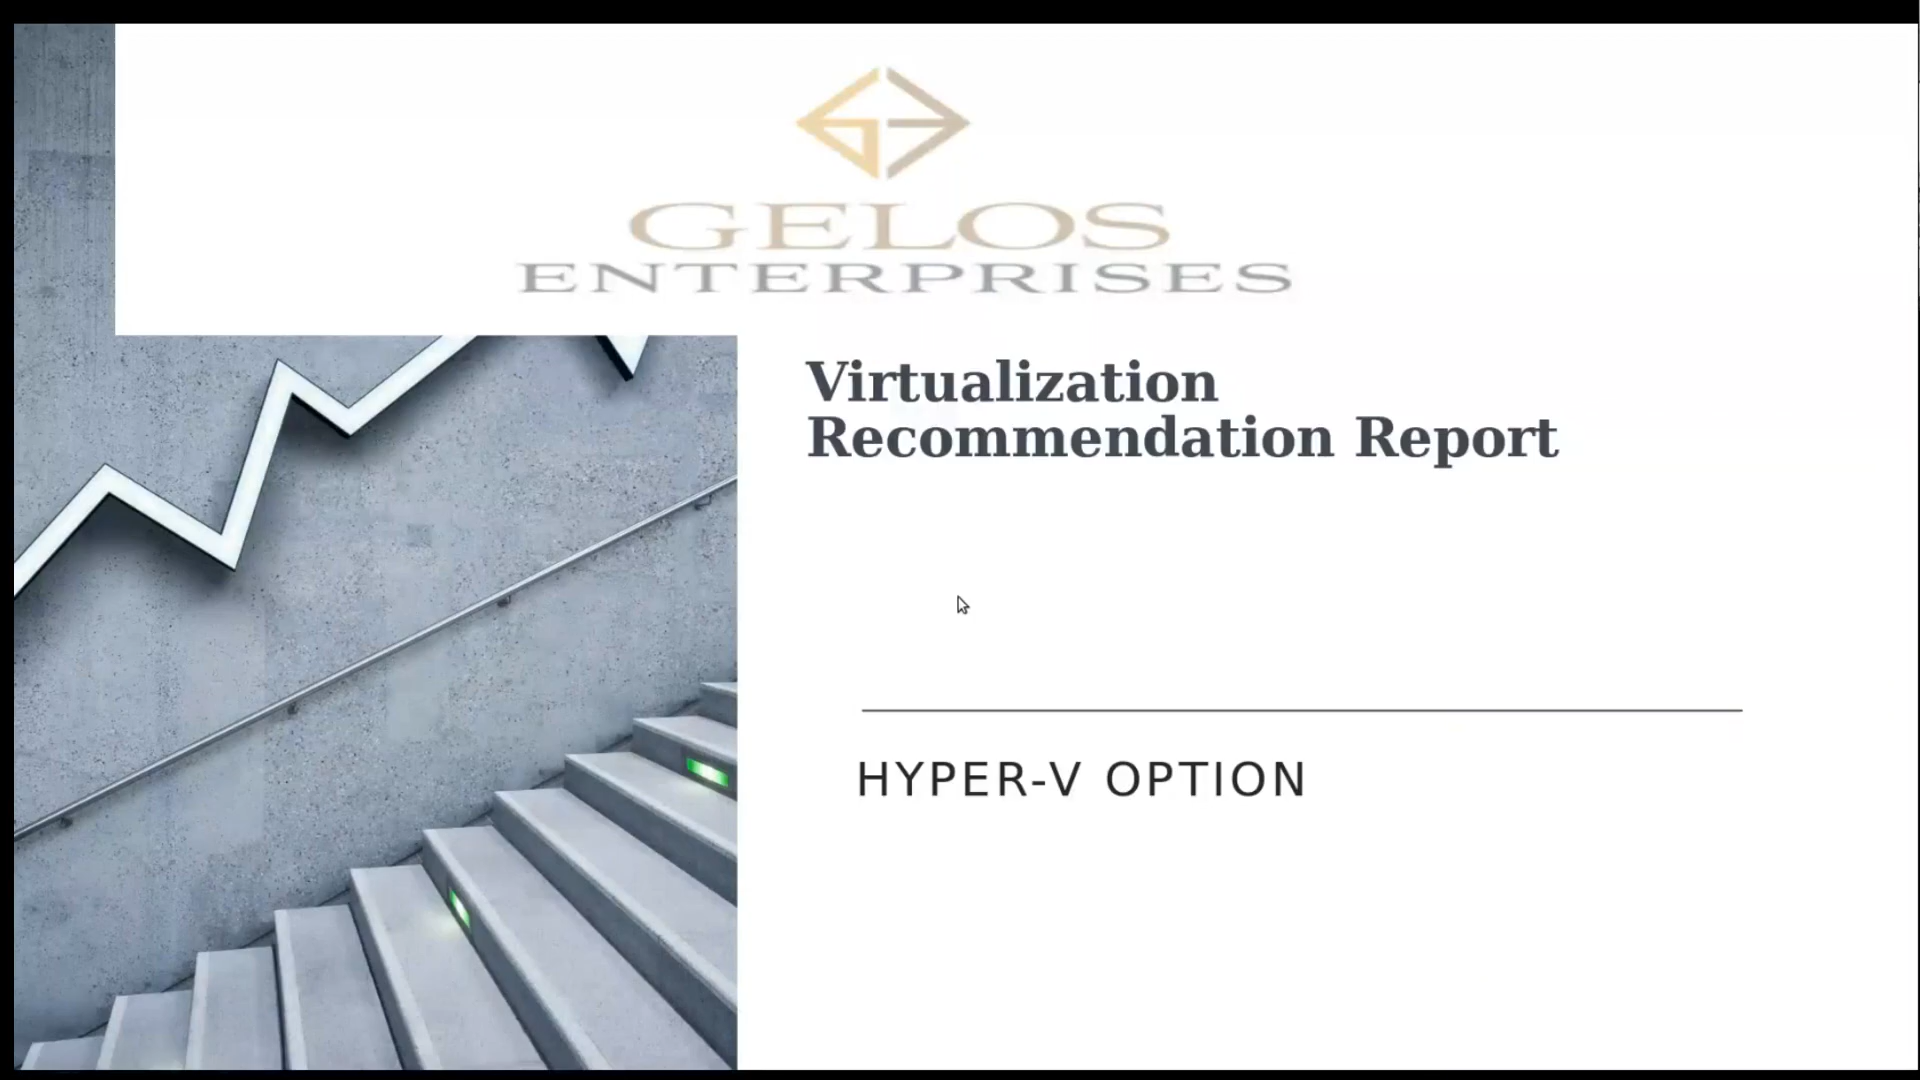 GELOS
ENTERPRISES
Virtualization
Recommendation Report
HYPER-V OPTION